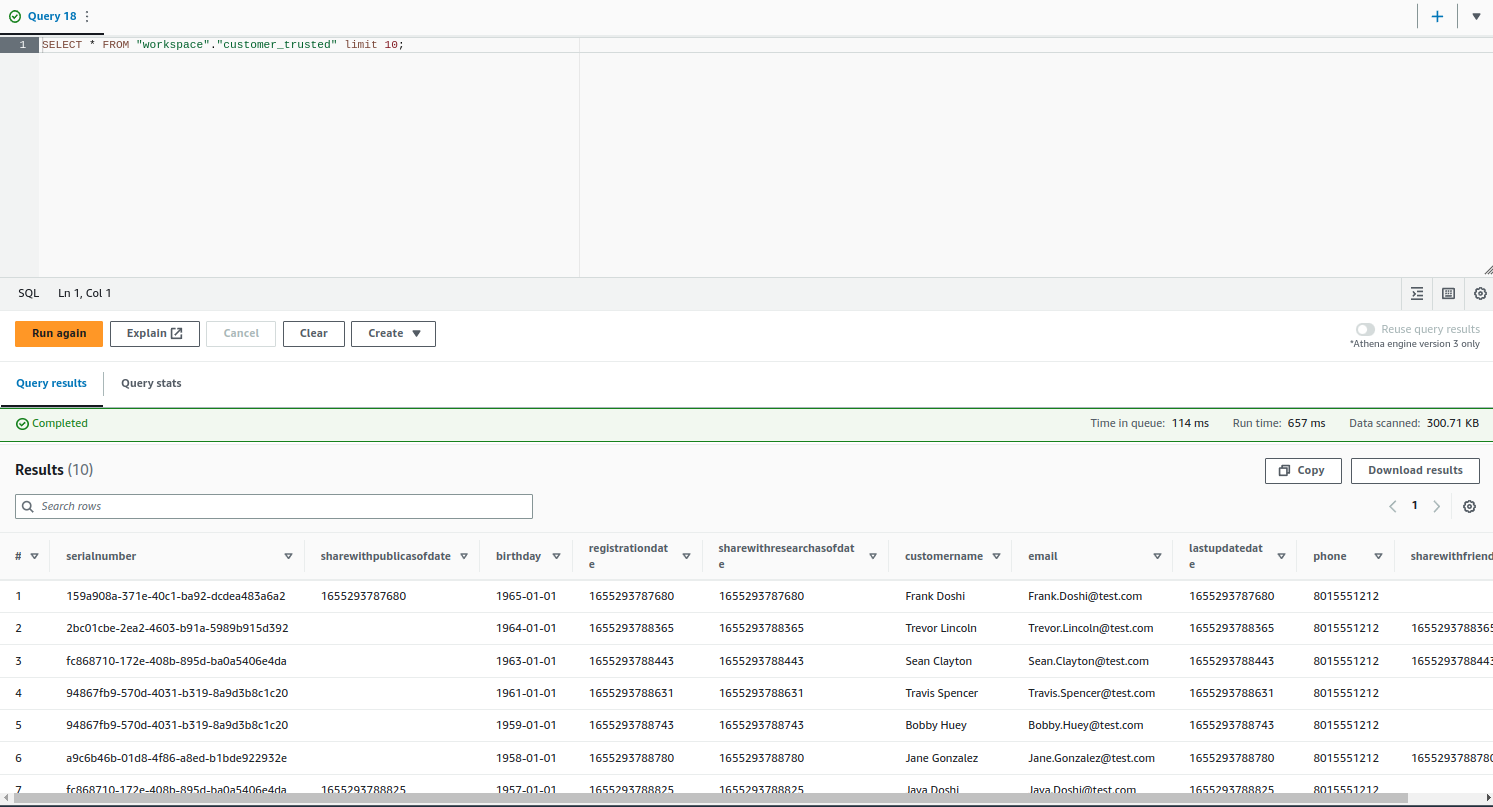 Query 18
1 SELECT * FROM "workspace"."customer_trusted" limit 10;
SQL Ln 1, Col 1
Run again Explain Cancel Clear Create Reuse query results
*Athena engine version 3 only
Query results Query stats
Completed Time in queue: 114 ms Run time: 657 ms Data scanned: 300.71 KB
Results (10) Copy Download results
Search rows 1
# serialnumber sharewithpublicasofdate birthday registrationdate sharewithresearchasofdate customername email lastupdatedate phone sharewithfriend
1 159a908a-371e-40c1-ba92-dcdea483a6a2 1655293787680 1965-01-01 1655293787680 1655293787680 Frank Doshi Frank.Doshi@test.com 1655293787680 8015551212
2 2bc01cbe-2ea2-4603-b91a-5989b915d392 1964-01-01 1655293788365 1655293788365 Trevor Lincoln Trevor.Lincoln@test.com 1655293788365 8015551212 1655293788365
3 fc868710-172e-408b-895d-ba0a5406e4da 1963-01-01 1655293788443 1655293788443 Sean Clayton Sean.Clayton@test.com 1655293788443 8015551212 1655293788443
4 94867fb9-570d-4031-b319-8a9d3b8c1c20 1961-01-01 1655293788631 1655293788631 Travis Spencer Travis.Spencer@test.com 1655293788631 8015551212
5 94867fb9-570d-4031-b319-8a9d3b8c1c20 1959-01-01 1655293788743 1655293788743 Bobby Huey Bobby.Huey@test.com 1655293788743 8015551212
6 a9c6b46b-01d8-4f86-a8ed-b1bde922932e 1958-01-01 1655293788780 1655293788780 Jane Gonzalez Jane.Gonzalez@test.com 1655293788780 8015551212 1655293788780
7 fc868710-172e-408b-895d-ba0a5406e4da 1655293788825 1957-01-01 1655293788825 1655293788825 Jaya Doshi Jaya.Doshi@test.com 1655293788825 8015551212